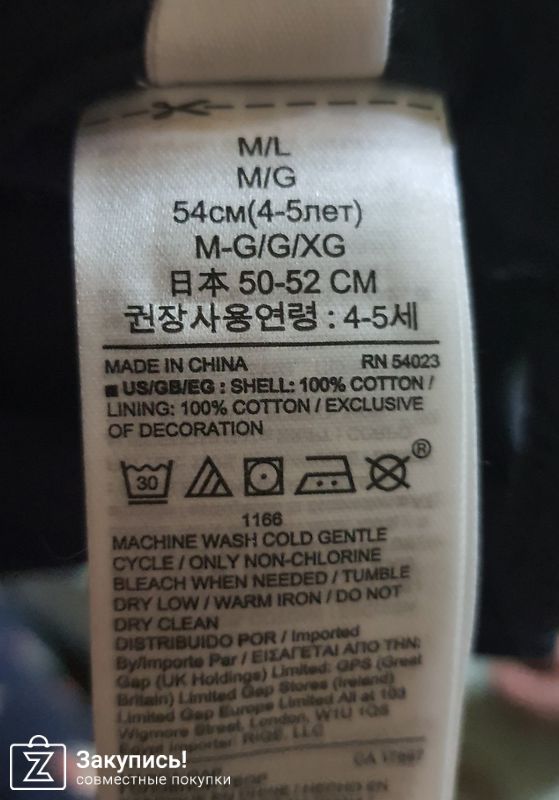 M/L
M/G
54см(4-5лет)
M-G/G/XG
日本 50-52 CM
권장사용연령 : 4-5세
MADE IN CHINA RN 54023
■ US/GB/EG : SHELL: 100% COTTON /
LINING: 100% COTTON / EXCLUSIVE
OF DECORATION
30 ®
1166
MACHINE WASH COLD GENTLE
CYCLE / ONLY NON-CHLORINE
BLEACH WHEN NEEDED / TUMBLE
DRY LOW / WARM IRON / DO NOT
DRY CLEAN
DISTRIBUIDO POR / Imported
By/Importe Par / ΕΙΣΑΓΕΤΑΙ ΑΠΟ ΤΗΝ:
Gap (UK Holdings) Limited: GPS (Great
Britain) Limited Gap Stores (Ireland)
Limited Gap Europe Limited All at 103
Wigmore Street, London, W1U 1QS
Z Закупись!
совместные покупки